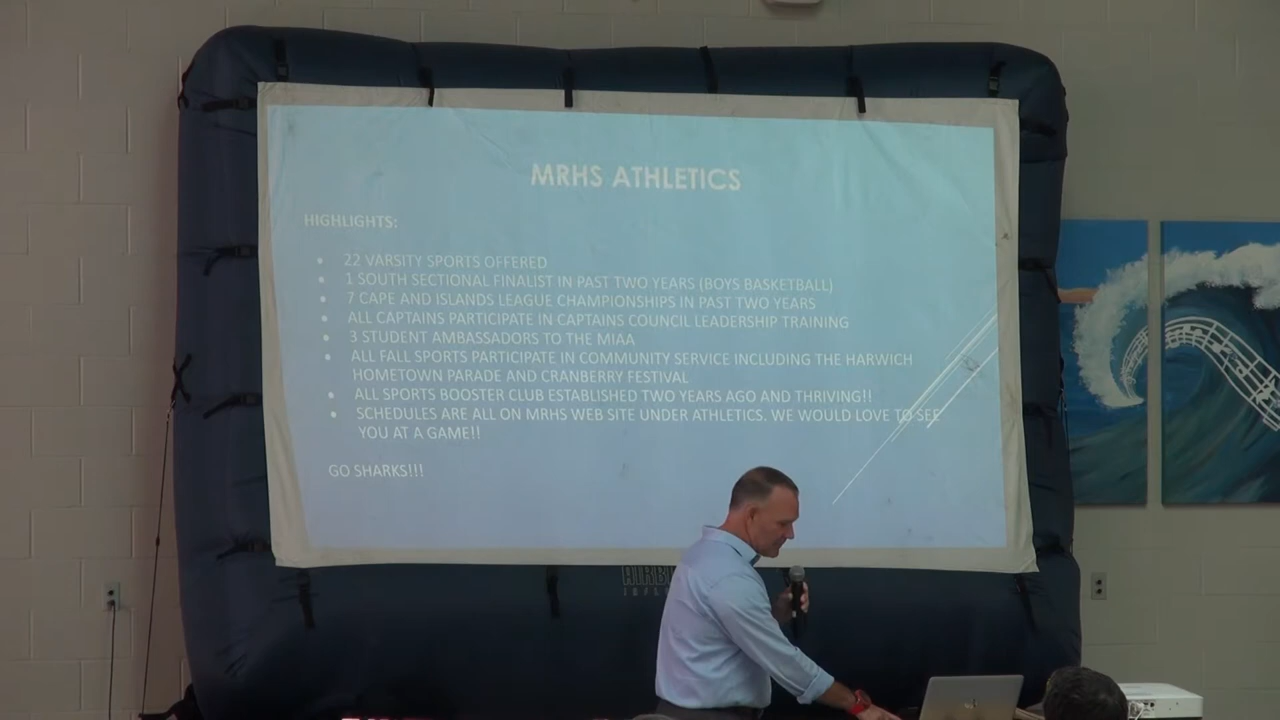 MRHS ATHLETICS
HIGHLIGHTS:
• 22 VARSITY SPORTS OFFERED
• 1 SOUTH SECTIONAL FINALIST IN PAST TWO YEARS (BOYS BASKETBALL)
• 7 CAPE AND ISLANDS LEAGUE CHAMPIONSHIPS IN PAST TWO YEARS
• ALL CAPTAINS PARTICIPATE IN CAPTAINS COUNCIL LEADERSHIP TRAINING
• 3 STUDENT AMBASSADORS TO THE MIAA
• ALL FALL SPORTS PARTICIPATE IN COMMUNITY SERVICE INCLUDING THE HARWICH
HOMETOWN PARADE AND CRANBERRY FESTIVAL
• ALL SPORTS BOOSTER CLUB ESTABLISHED TWO YEARS AGO AND THRIVING!!
• SCHEDULES ARE ALL ON MRHS WEB SITE UNDER ATHLETICS. WE WOULD LOVE TO SEE
YOU AT A GAME!!
GO SHARKS!!!